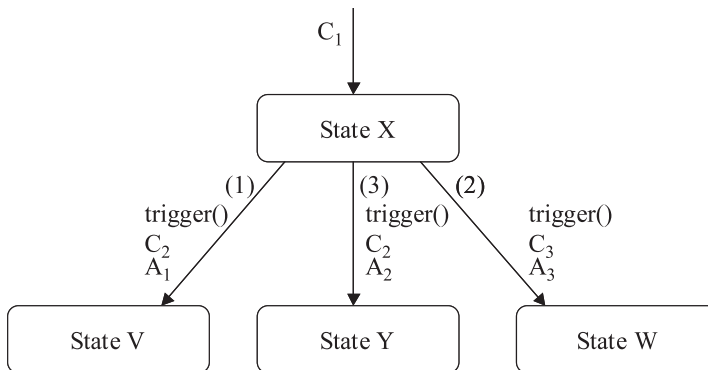 C₁
State X
(1)
(3)
(2)
trigger()
C₂
A₁
trigger()
C₂
A₂
trigger()
C₃
A₃
State V
State Y
State W